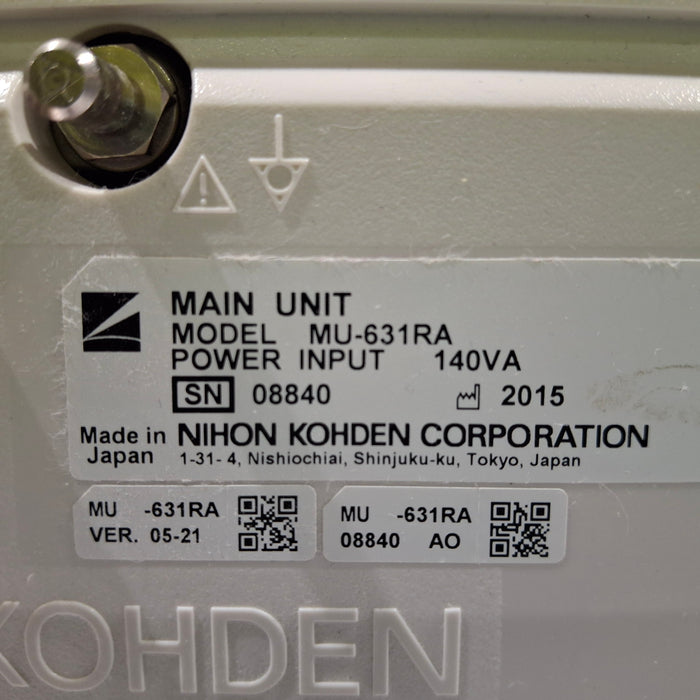 MAIN UNIT
MODEL MU-631RA
POWER INPUT 140VA
SN 08840 2015
Made in Japan NIHON KOHDEN CORPORATION
1-31-4, Nishiochiai, Shinjuku-ku, Tokyo, Japan
MU -631RA
VER. 05-21
MU -631RA
08840 AO
KOHDEN